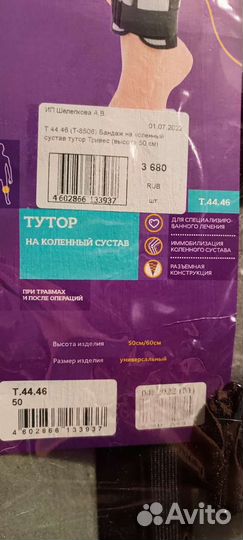 ИП Шелепкова А.В.
01.07.2022
Т.44.46 (Т-8506) Бандаж на коленный
сустав тутор Тривес (высота 50 см)
3 680
RUB
шт.
4 602866 133937
Т.44.46
ТУТОР
НА КОЛЕННЫЙ СУСТАВ
ДЛЯ СПЕЦИАЛИЗИРО-
ВАННОГО ЛЕЧЕНИЯ
ИММОБИЛИЗАЦИЯ
КОЛЕННОГО СУСТАВА
РАЗЪЕМНАЯ
КОНСТРУКЦИЯ
ПРИ ТРАВМАХ
И ПОСЛЕ ОПЕРАЦИЙ
Высота изделия 50см/60см
Размер изделия универсальный
Т.44.46
50
4 602866 133937
Avito